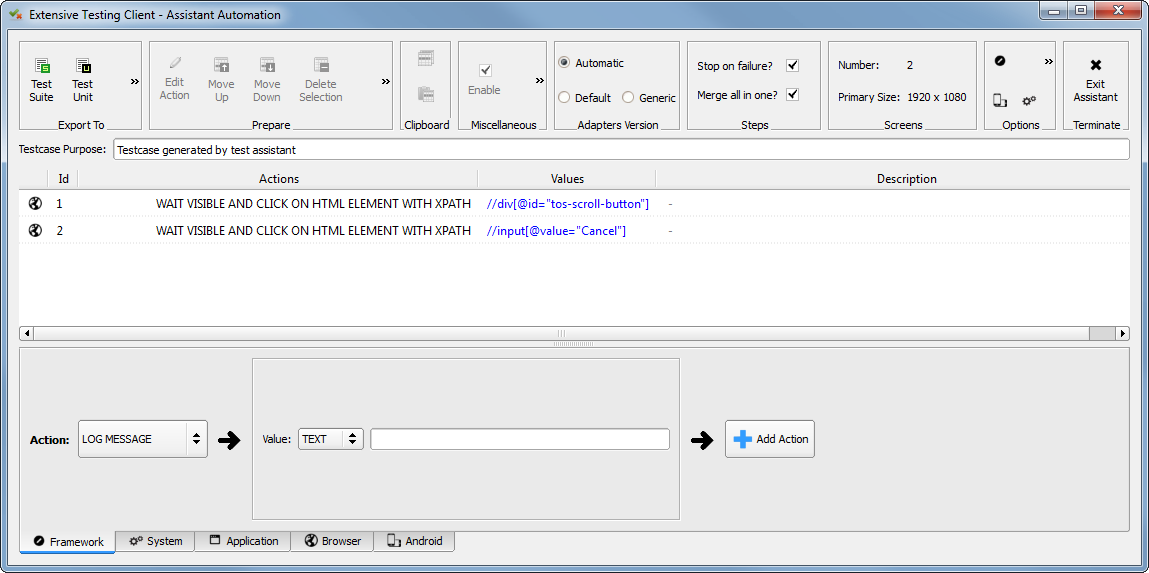 Extensive Testing Client - Assistant Automation
Test Suite
Test Unit
»
Export To
Edit Action
Move Up
Move Down
Delete Selection
»
Prepare
Clipboard
Enable
»
Miscellaneous
Automatic
Default
Generic
Adapters Version
Stop on failure?
Merge all in one?
Steps
Number: 2
Primary Size: 1920 x 1080
Screens
»
Options
Exit Assistant
Terminate
Testcase Purpose: Testcase generated by test assistant
Id Actions Values Description
1 WAIT VISIBLE AND CLICK ON HTML ELEMENT WITH XPATH //div[@id="tos-scroll-button"] -
2 WAIT VISIBLE AND CLICK ON HTML ELEMENT WITH XPATH //input[@value="Cancel"] -
Action: LOG MESSAGE Value: TEXT Add Action
Framework System Application Browser Android